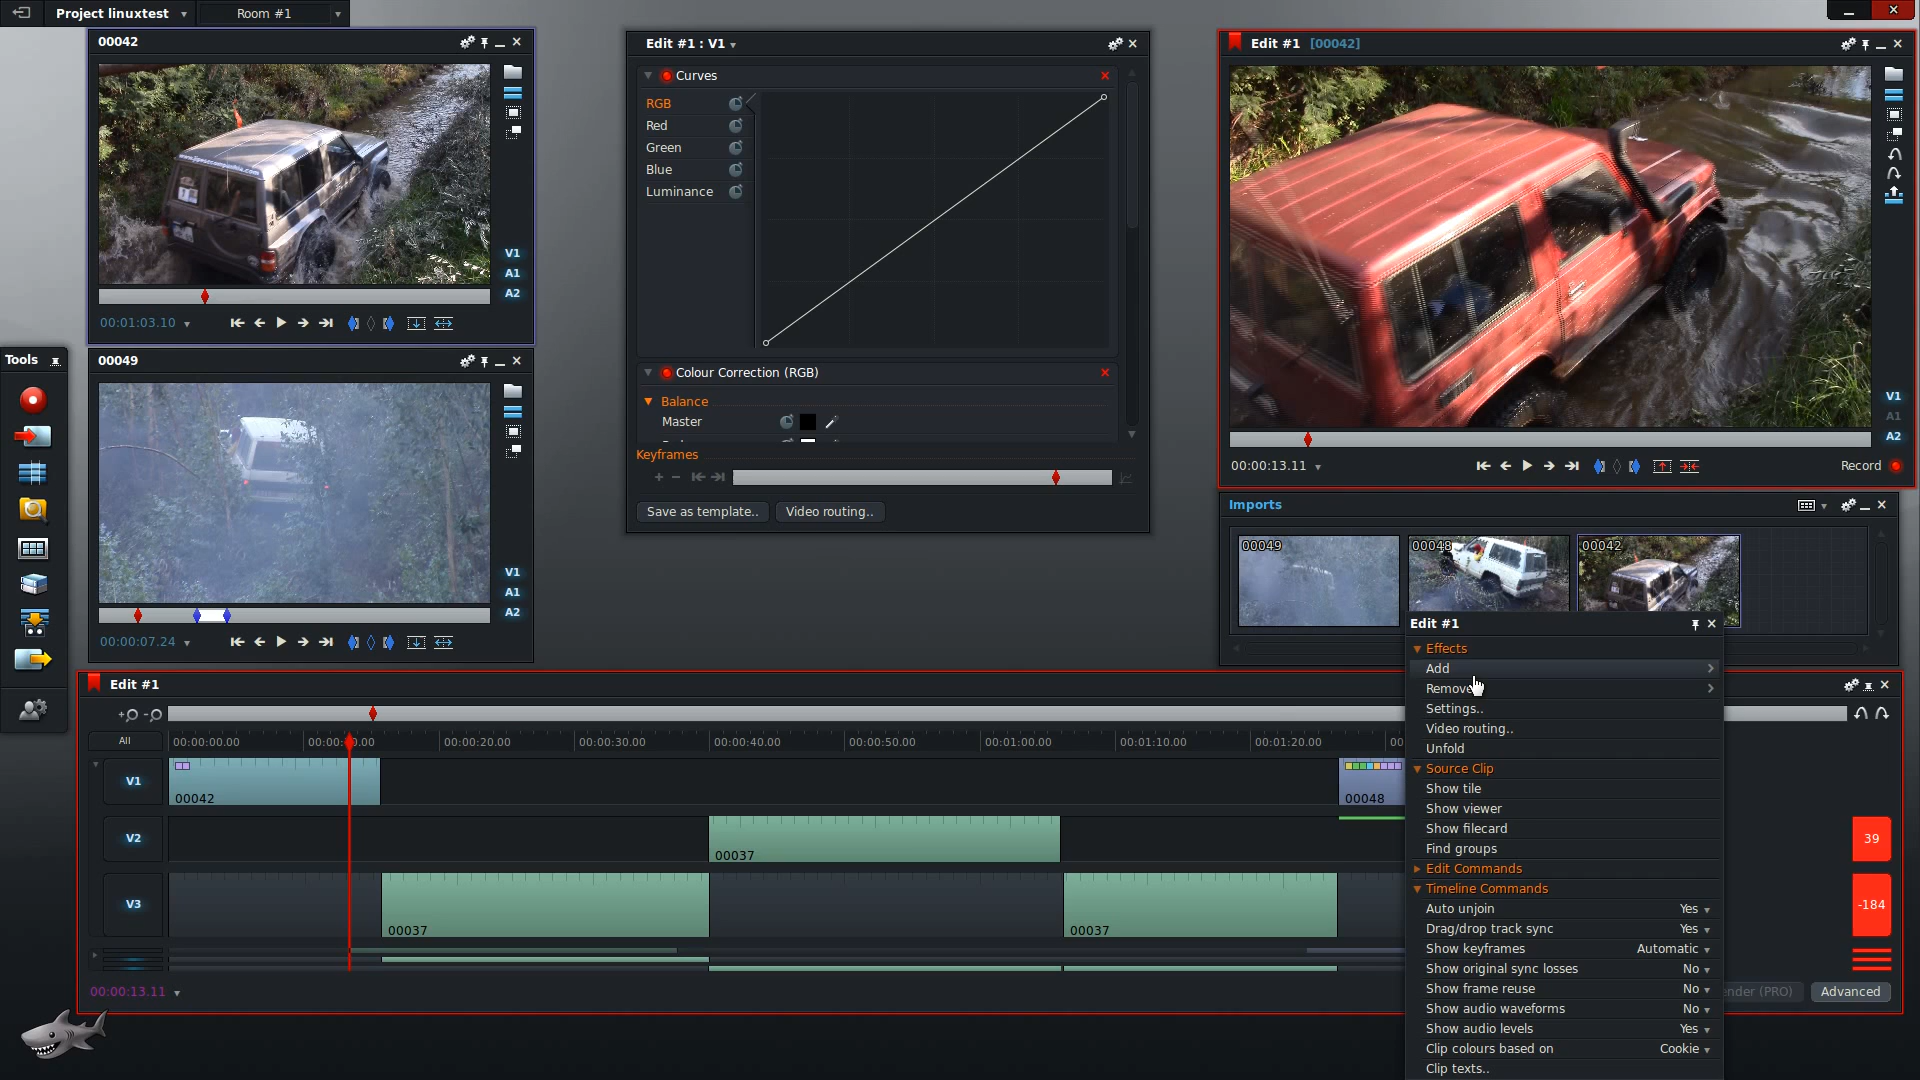 Project linuxtest
Room #1
00042
V1
A1
A2
00:01:03.10
Tools
00049
V1
A1
A2
00:00:07.24
Edit #1 : V1
Curves
RGB
Red
Green
Blue
Luminance
Colour Correction (RGB)
Balance
Master
Keyframes
Save as template..
Video routing..
Edit #1 [00042]
V1
A1
A2
00:00:13.11
Record
Imports
00049
00048
00042
Edit #1
Effects
Add
Remove
Settings..
Video routing..
Unfold
Source Clip
Show tile
Show viewer
Show filecard
Find groups
Edit Commands
Timeline Commands
Auto unjoin Yes
Drag/drop track sync Yes
Show keyframes Automatic
Show original sync losses No
Show frame reuse No
Show audio waveforms No
Show audio levels Yes
Clip colours based on Cookie
Clip texts..
Edit #1
All
00:00:00.00
00:00:20.00
00:00:30.00
00:00:40.00
00:00:50.00
00:01:00.00
00:01:10.00
00:01:20.00
00
V1
00042
00048
V2
00037
39
V3
00037
00037
-184
00:00:13.11
(PRO)
Advanced